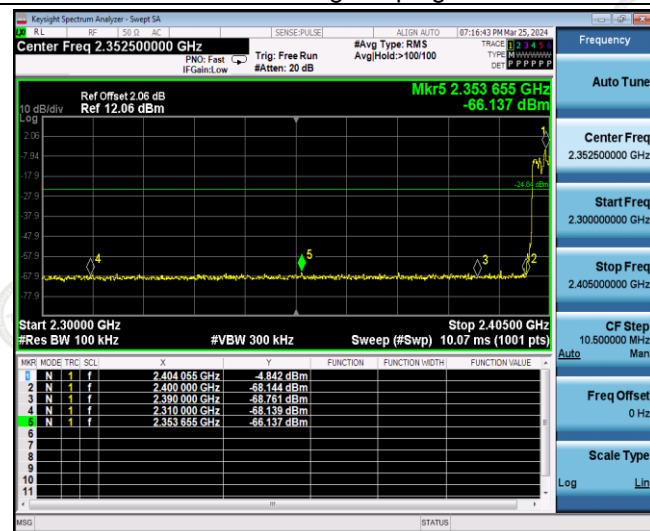 Keysight Spectrum Analyzer - Swept SA
RL RF 50 Ω AC SENSE:PULSE ALIGN AUTO 07:16:43 PM Mar 25, 2024
Center Freq 2.352500000 GHz
PNO: Fast
IFGain:Low
Trig: Free Run
#Atten: 20 dB
#Avg Type: RMS
Avg|Hold:>100/100
TRACE 1 2 3 4 5 6
TYPE M
DET P P P P P P
Mkr5 2.353 655 GHz
-66.137 dBm
Ref Offset 2.06 dB
10 dB/div Ref 12.06 dBm
Log
2.06
-7.94
-17.9
-27.9
-37.9
-47.9
-57.9
-67.9
-77.9
-24.84 dBm
1
4
5
3
2
Start 2.30000 GHz Stop 2.40500 GHz
#Res BW 100 kHz #VBW 300 kHz Sweep (#Swp) 10.07 ms (1001 pts)
MKR MODE TRC SCL X Y FUNCTION FUNCTION WIDTH FUNCTION VALUE
1 N 1 f 2.404 055 GHz -4.842 dBm
2 N 1 f 2.400 000 GHz -68.144 dBm
3 N 1 f 2.390 000 GHz -68.761 dBm
4 N 1 f 2.310 000 GHz -68.139 dBm
5 N 1 f 2.353 655 GHz -66.137 dBm
6
7
8
9
10
11
MSG STATUS
Frequency
Auto Tune
Center Freq
2.352500000 GHz
Start Freq
2.300000000 GHz
Stop Freq
2.405000000 GHz
CF Step
10.500000 MHz
Auto Man
Freq Offset
0 Hz
Scale Type
Log Lin